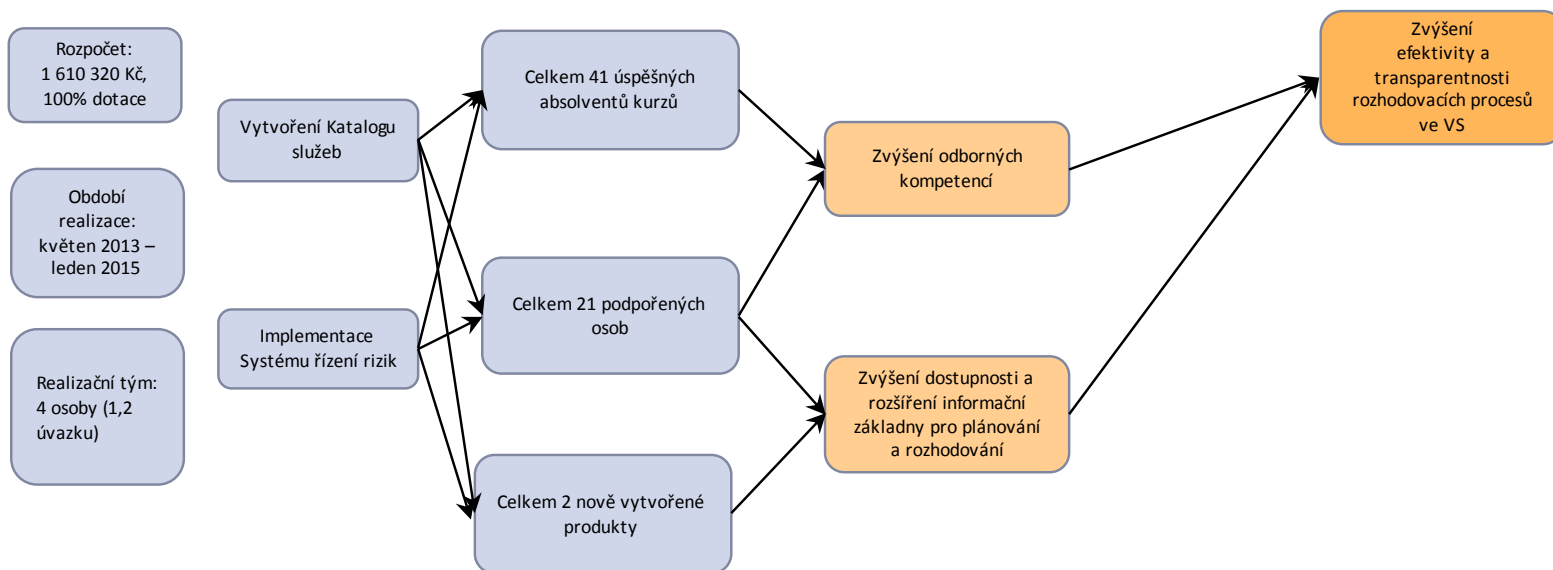 Rozpočet:
1 610 320 Kč,
100% dotace
Období
realizace:
květen 2013 –
leden 2015
Realizační tým:
4 osoby (1,2
úvazku)
Vytvoření Katalogu
služeb
Implementace
Systému řízení rizik
Celkem 41 úspěšných
absolventů kurzů
Celkem 21 podpořených
osob
Celkem 2 nově vytvořené
produkty
Zvýšení odborných
kompetencí
Zvýšení dostupnosti a
rozšíření informační
základny pro plánování
a rozhodování
Zvýšení
efektivity a
transparentnosti
rozhodovacích procesů
ve VS